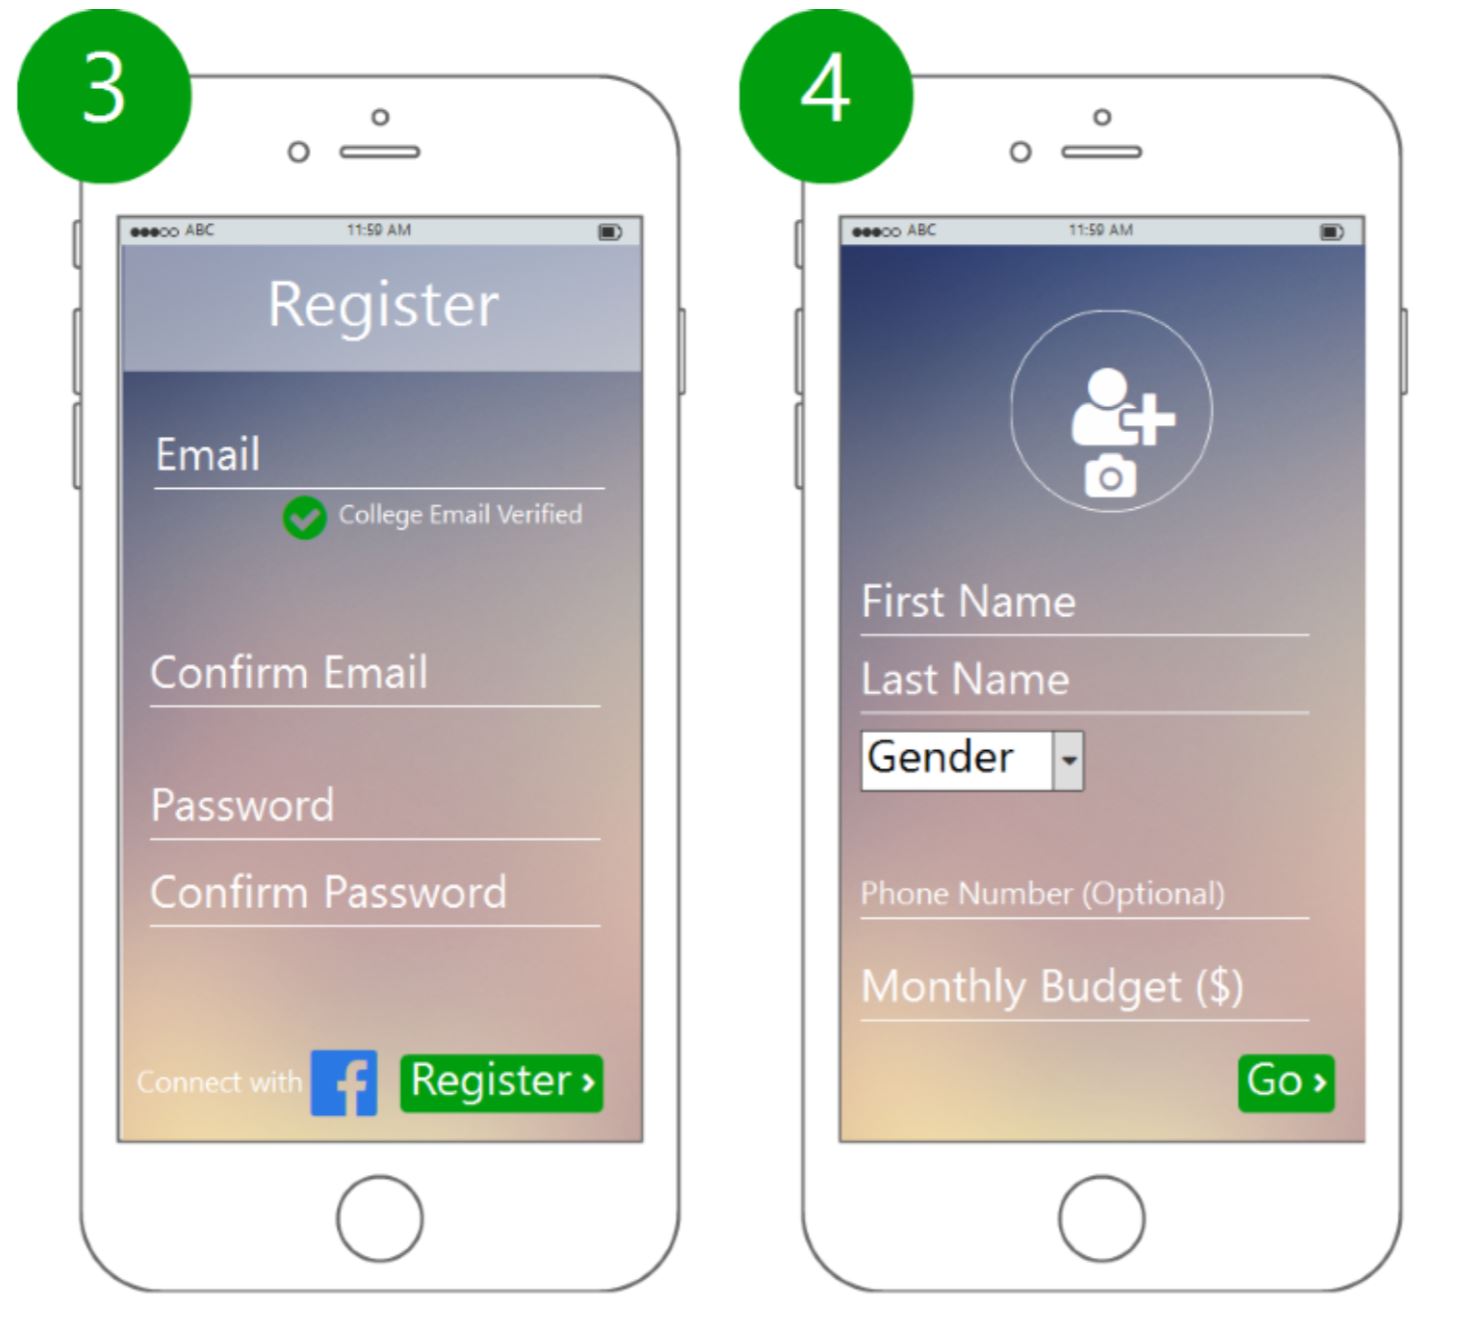 3
ABC 11:59 AM
Register
Email
College Email Verified
Confirm Email
Password
Confirm Password
Connect with f Register ›
4
ABC 11:59 AM
First Name
Last Name
Gender
Phone Number (Optional)
Monthly Budget ($)
Go ›